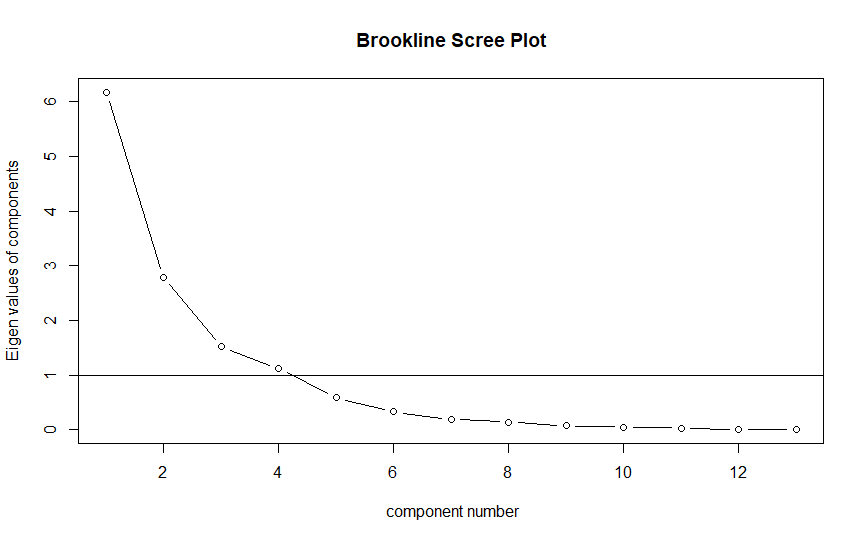 Brookline Scree Plot
Eigen values of components
6
5
4
3
2
1
0
2 4 6 8 10 12
component number